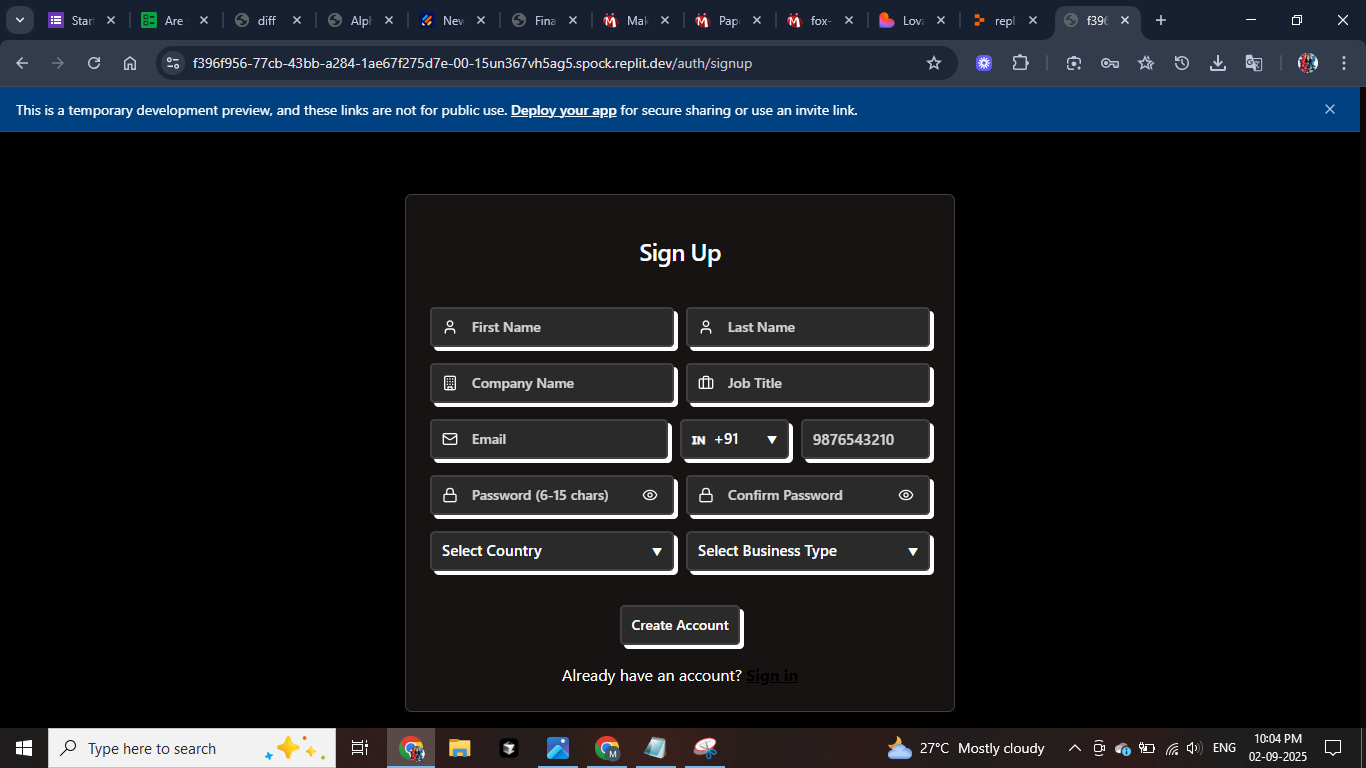 Start
Are
diff
Alph
New
Fina
Mak
Pap
fox-
Lova
repl
f396
f396f956-77cb-43bb-a284-1ae67f275d7e-00-15un367vh5ag5.spock.replit.dev/auth/signup
This is a temporary development preview, and these links are not for public use. Deploy your app for secure sharing or use an invite link.
Sign Up
First Name
Last Name
Company Name
Job Title
Email
IN +91 ▼
9876543210
Password (6-15 chars)
Confirm Password
Select Country ▼
Select Business Type ▼
Create Account
Already have an account? Sign in
Type here to search
M
27°C Mostly cloudy
ENG
10:04 PM
02-09-2025